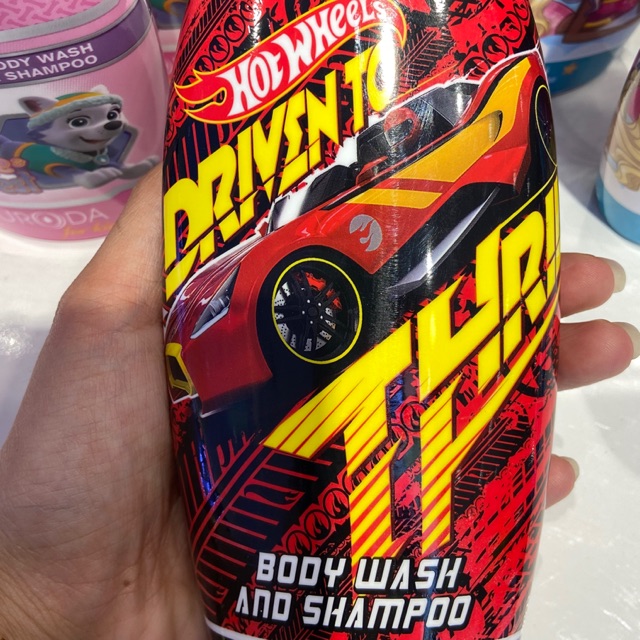 HOT WHEELS
DRIVEN TO
BODY WASH
AND SHAMPOO
BODY WASH
SHAMPOO